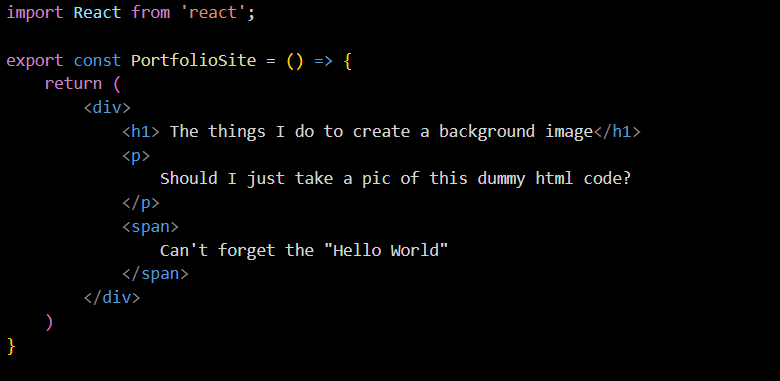 import React from 'react';
export const PortfolioSite = () => {
    return (
        <div>
            <h1> The things I do to create a background image</h1>
            <p>
                Should I just take a pic of this dummy html code?
            </p>
            <span>
                Can't forget the "Hello World"
            </span>
        </div>
    )
}